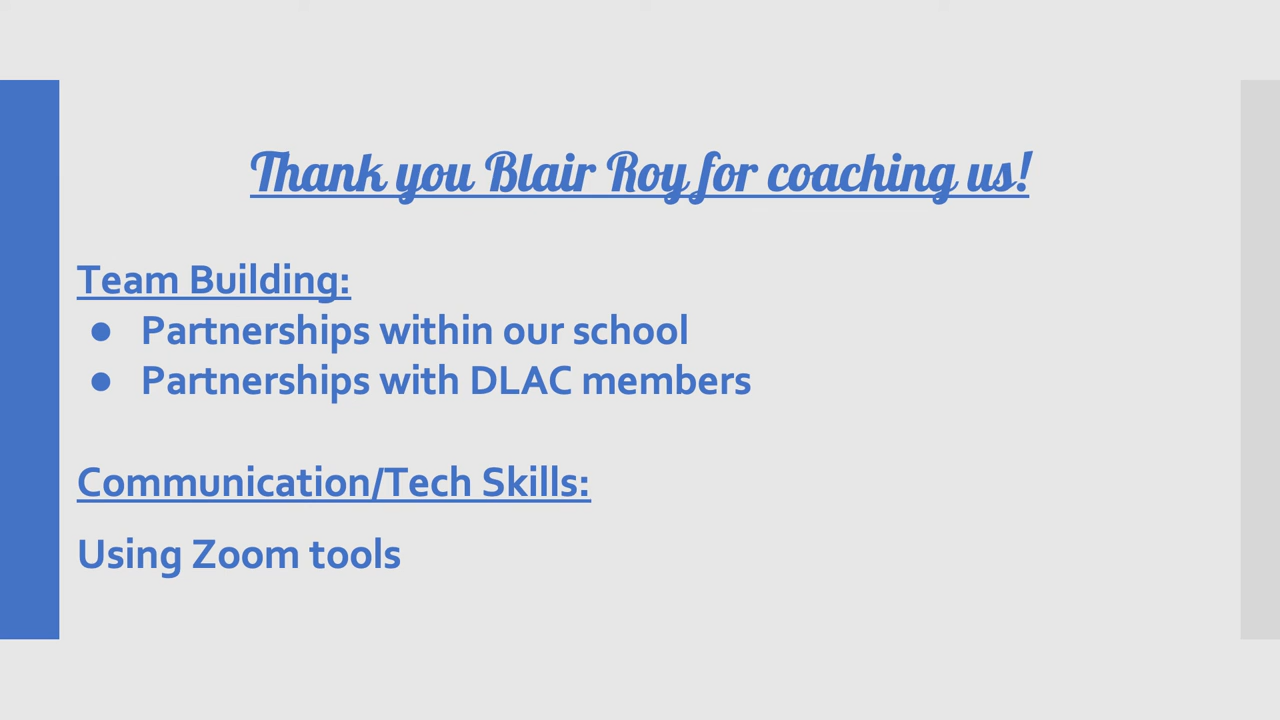 Thank you Blair Roy for coaching us!
Team Building:
● Partnerships within our school
● Partnerships with DLAC members
Communication/Tech Skills:
Using Zoom tools